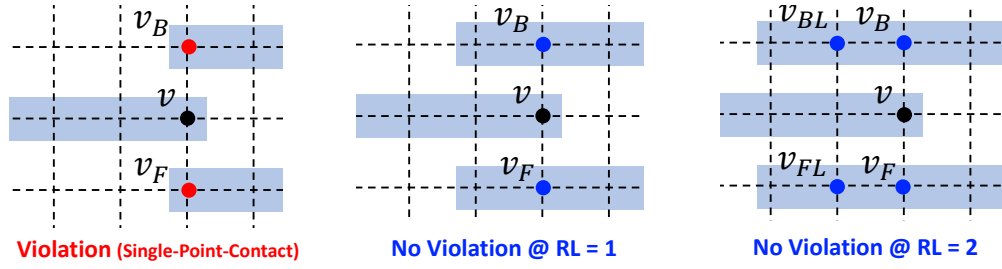 v_B
v
v_F
Violation (Single-Point-Contact)
v_B
v
v_F
No Violation @ RL = 1
v_BL v_B
v
v_FL v_F
No Violation @ RL = 2